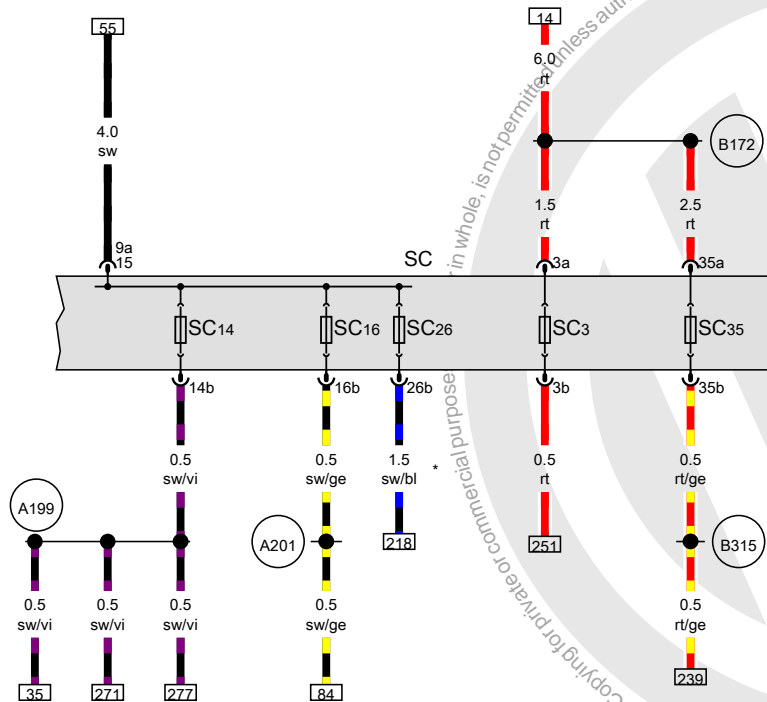 55
14
4.0
sw
6.0
rt
B172
1.5
rt
2.5
rt
9a
15
SC
3a
35a
SC14
SC16
SC26
SC3
SC35
14b
16b
26b
3b
35b
0.5
sw/vi
0.5
sw/ge
1.5
sw/bl
*
0.5
rt
0.5
rt/ge
A199
A201
218
251
B315
0.5
sw/vi
0.5
sw/vi
0.5
sw/vi
0.5
sw/ge
0.5
rt/ge
35
271
277
84
239
in whole, is not permitted unless auth
Copying for private or commercial purpose